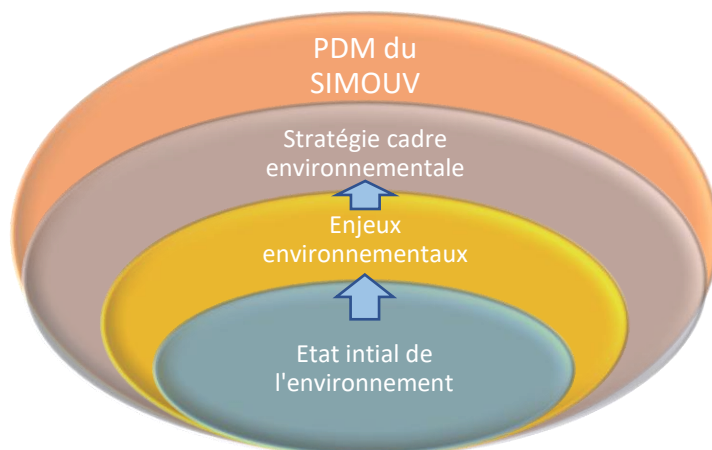 PDM du
SIMOUV
Stratégie cadre
environnementale
Enjeux
environnementaux
Etat intial de
l'environnement